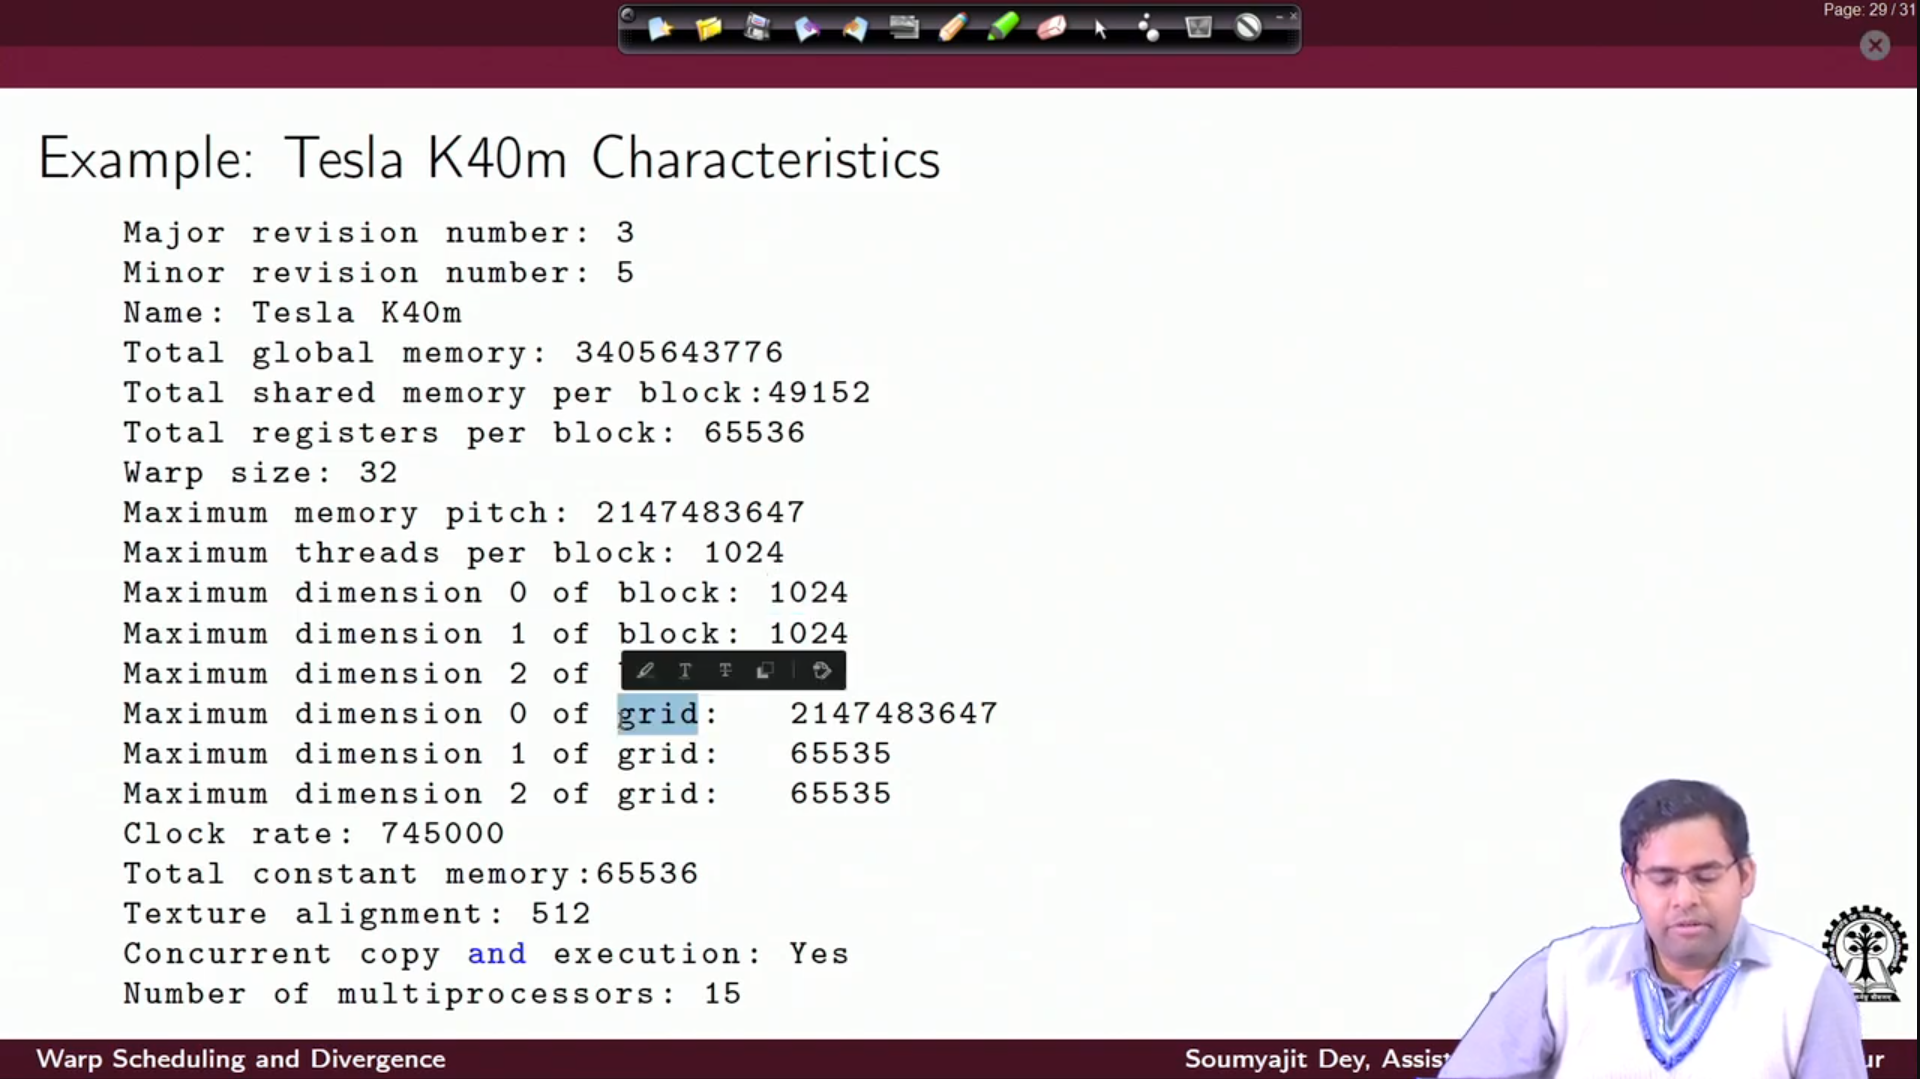 Page: 29 / 31
Example: Tesla K40m Characteristics
Major revision number: 3
Minor revision number: 5
Name: Tesla K40m
Total global memory: 3405643776
Total shared memory per block:49152
Total registers per block: 65536
Warp size: 32
Maximum memory pitch: 2147483647
Maximum threads per block: 1024
Maximum dimension 0 of block: 1024
Maximum dimension 1 of block: 1024
Maximum dimension 2 of
Maximum dimension 0 of grid: 2147483647
Maximum dimension 1 of grid: 65535
Maximum dimension 2 of grid: 65535
Clock rate: 745000
Total constant memory:65536
Texture alignment: 512
Concurrent copy and execution: Yes
Number of multiprocessors: 15
Warp Scheduling and Divergence
Soumyajit Dey, Assist